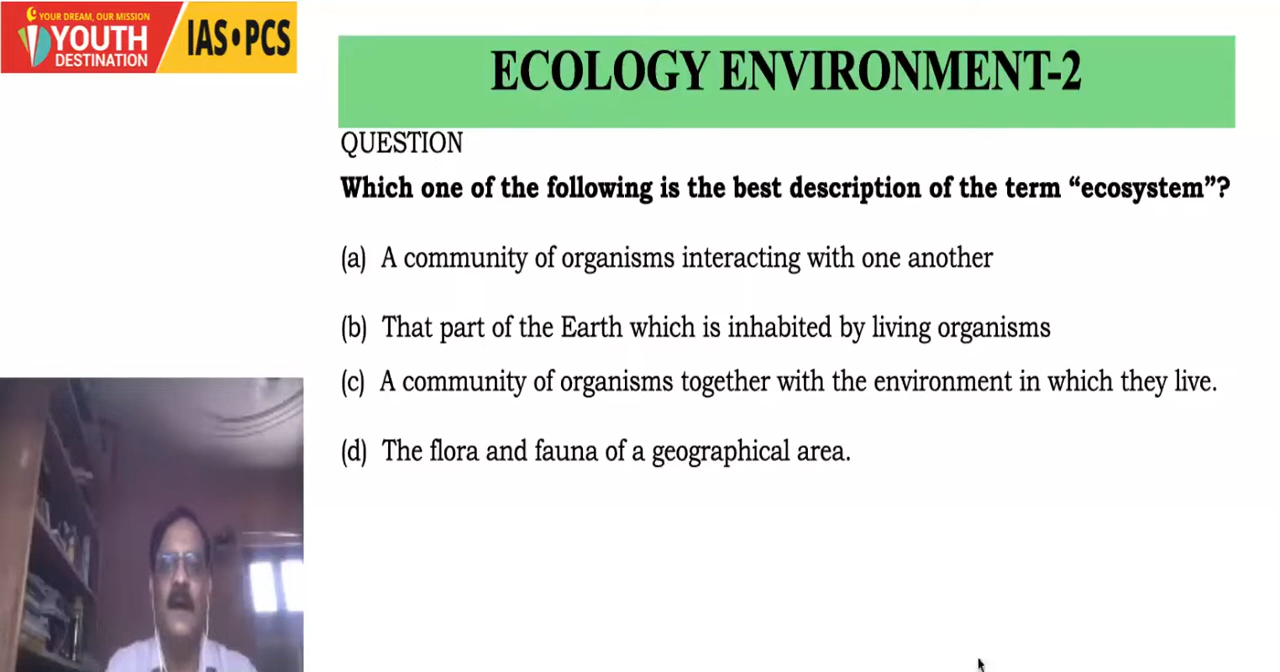 YOUR DREAM, OUR MISSION
YOUTH
DESTINATION
IAS•PCS
ECOLOGY ENVIRONMENT-2
QUESTION
Which one of the following is the best description of the term “ecosystem”?
(a) A community of organisms interacting with one another
(b) That part of the Earth which is inhabited by living organisms
(c) A community of organisms together with the environment in which they live.
(d) The flora and fauna of a geographical area.